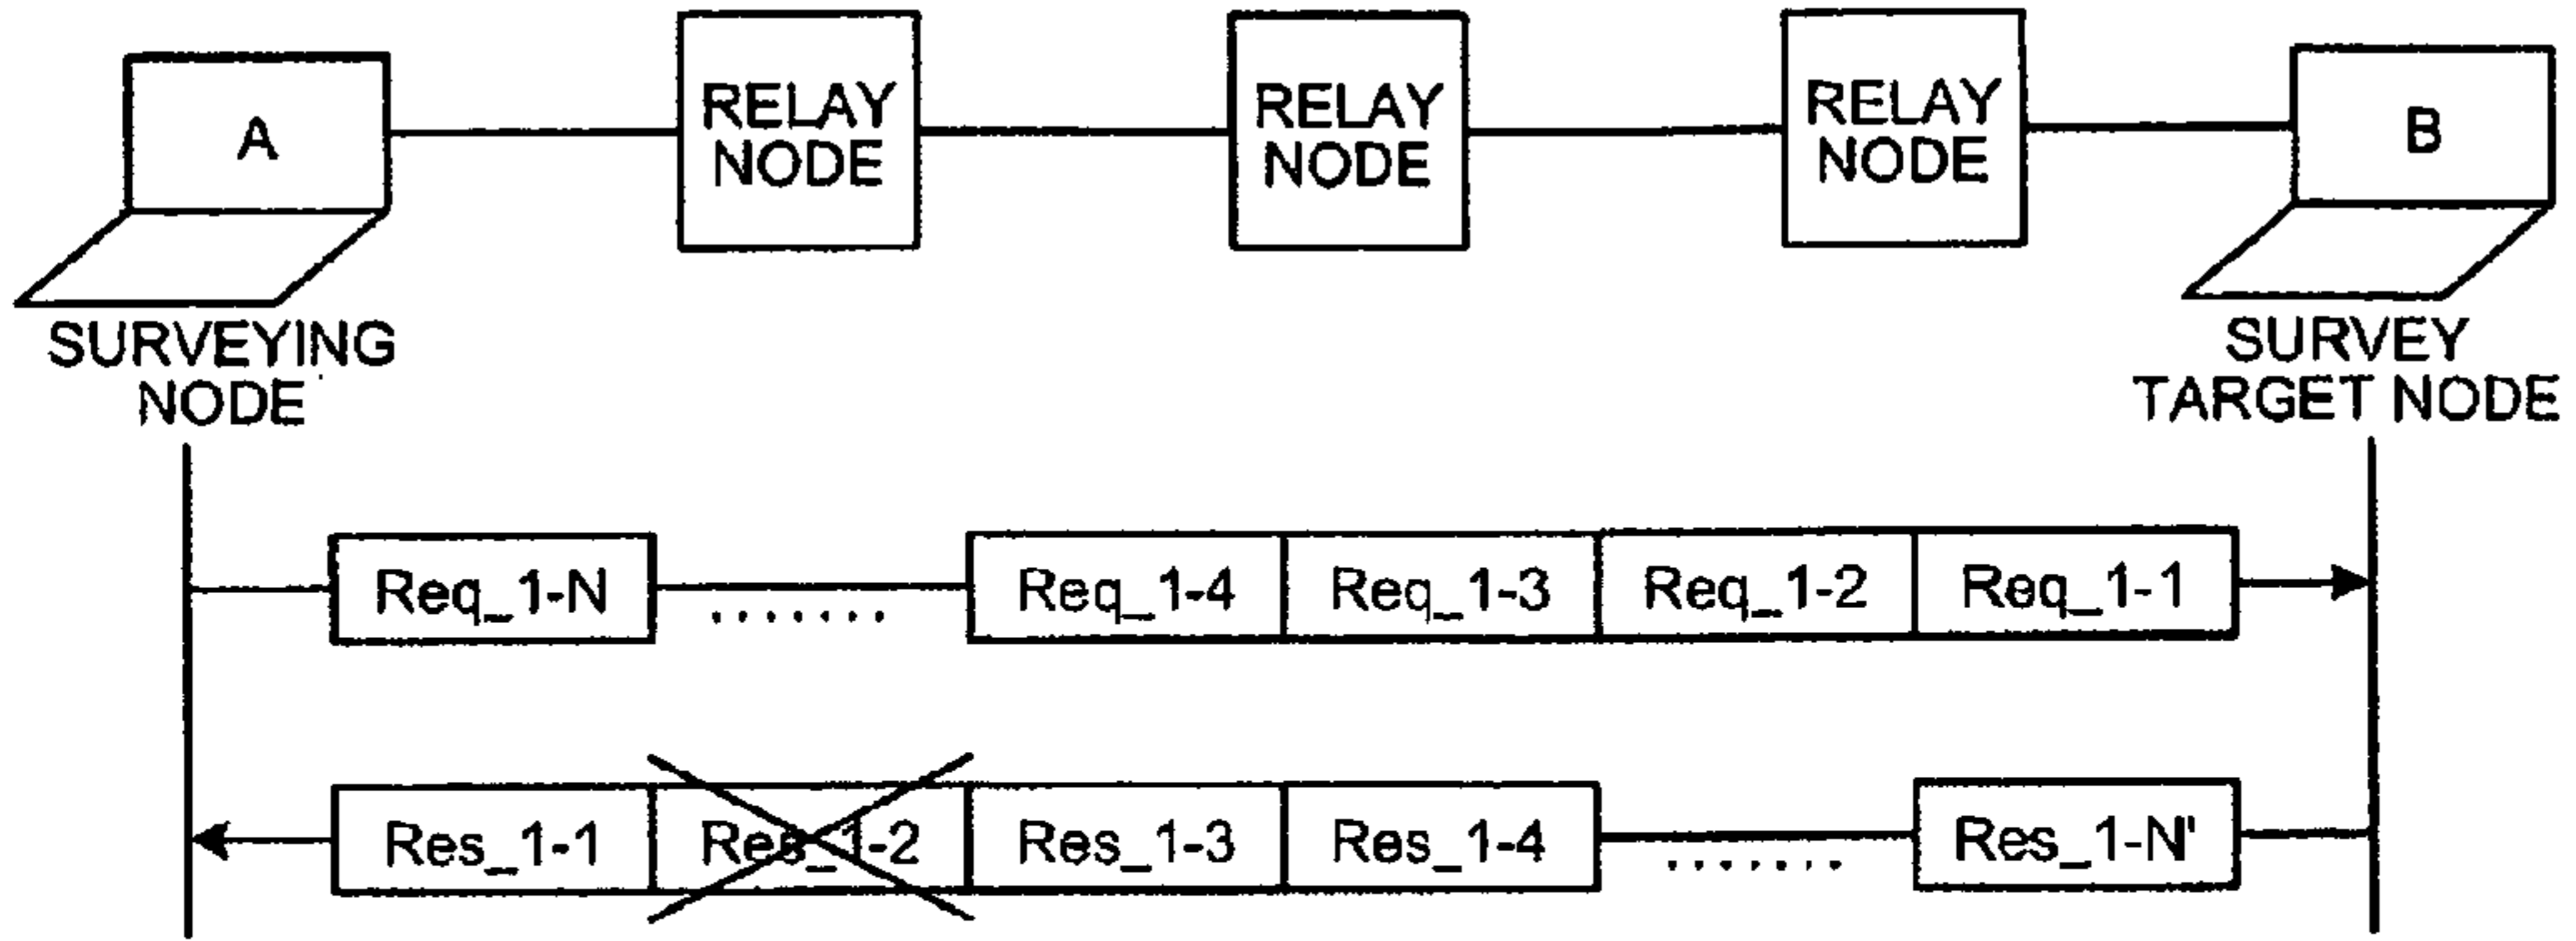 A
RELAY
NODE
RELAY
NODE
RELAY
NODE
B
SURVEYING
NODE
SURVEY
TARGET NODE
Req_1-N
.......
Req_1-4
Req_1-3
Req_1-2
Req_1-1
Res_1-1
Res_1-2
Res_1-3
Res_1-4
.......
Res_1-N'